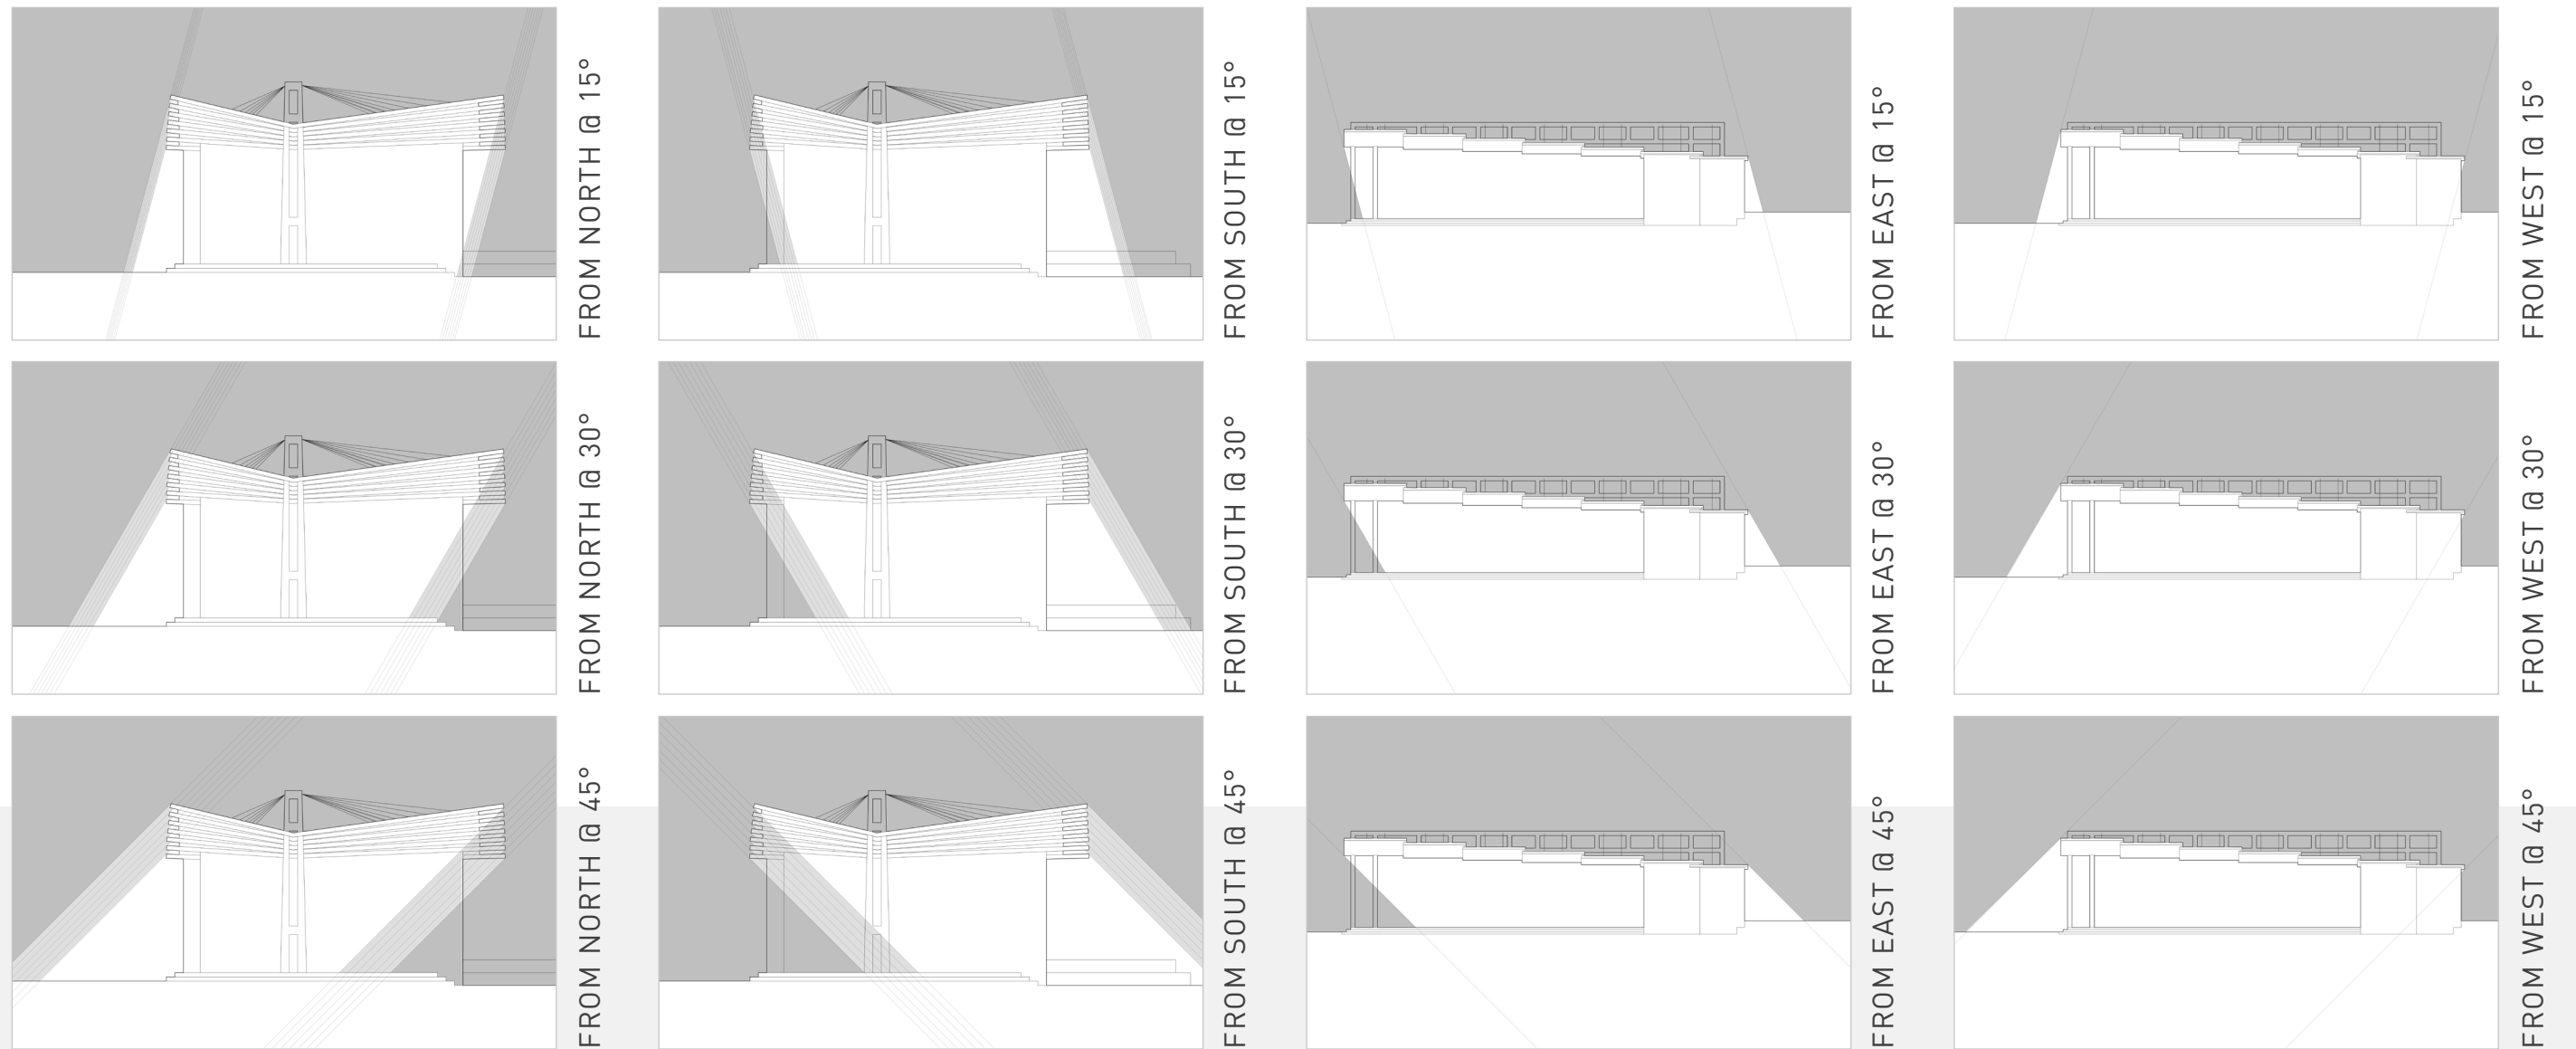 FROM NORTH @ 15°
FROM SOUTH @ 15°
FROM EAST @ 15°
FROM WEST @ 15°
FROM NORTH @ 30°
FROM SOUTH @ 30°
FROM EAST @ 30°
FROM WEST @ 30°
FROM NORTH @ 45°
FROM SOUTH @ 45°
FROM EAST @ 45°
FROM WEST @ 45°